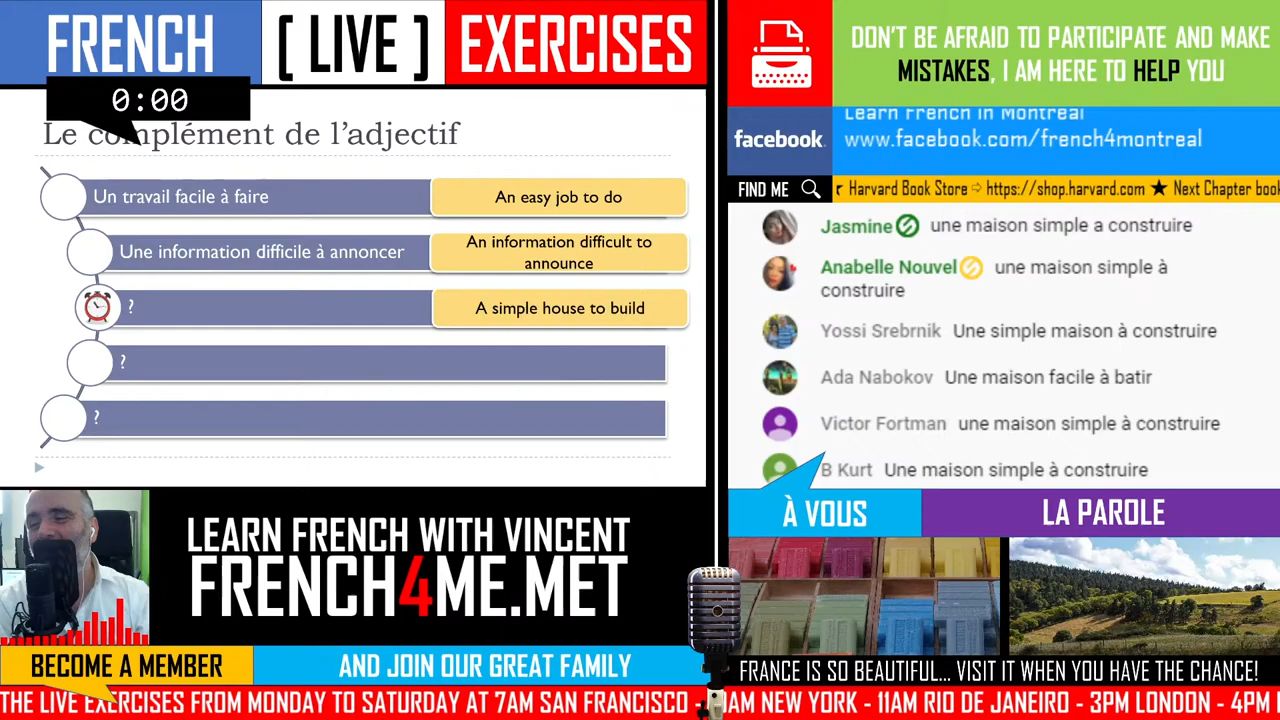 FRENCH [ LIVE ] EXERCISES
0:00
Le complément de l’adjectif
Un travail facile à faire
An easy job to do
Une information difficile à annoncer
An information difficult to
announce
?
A simple house to build
?
?
LEARN FRENCH WITH VINCENT
FRENCH4ME.MET
BECOME A MEMBER
AND JOIN OUR GREAT FAMILY
DON'T BE AFRAID TO PARTICIPATE AND MAKE
MISTAKES, I AM HERE TO HELP YOU
facebook.
Learn French in Montreal
www.facebook.com/french4montreal
FIND ME
Harvard Book Store ⇨ https://shop.harvard.com ★ Next Chapter book
Jasmine une maison simple a construire
Anabelle Nouvel une maison simple à
construire
Yossi Srebrnik Une simple maison à construire
Ada Nabokov Une maison facile à batir
Victor Fortman une maison simple à construire
B Kurt Une maison simple à construire
À VOUS
LA PAROLE
FRANCE IS SO BEAUTIFUL... VISIT IT WHEN YOU HAVE THE CHANCE!
THE LIVE EXERCISES FROM MONDAY TO SATURDAY AT 7AM SAN FRANCISCO - AM NEW YORK - 11AM RIO DE JANEIRO - 3PM LONDON - 4PM